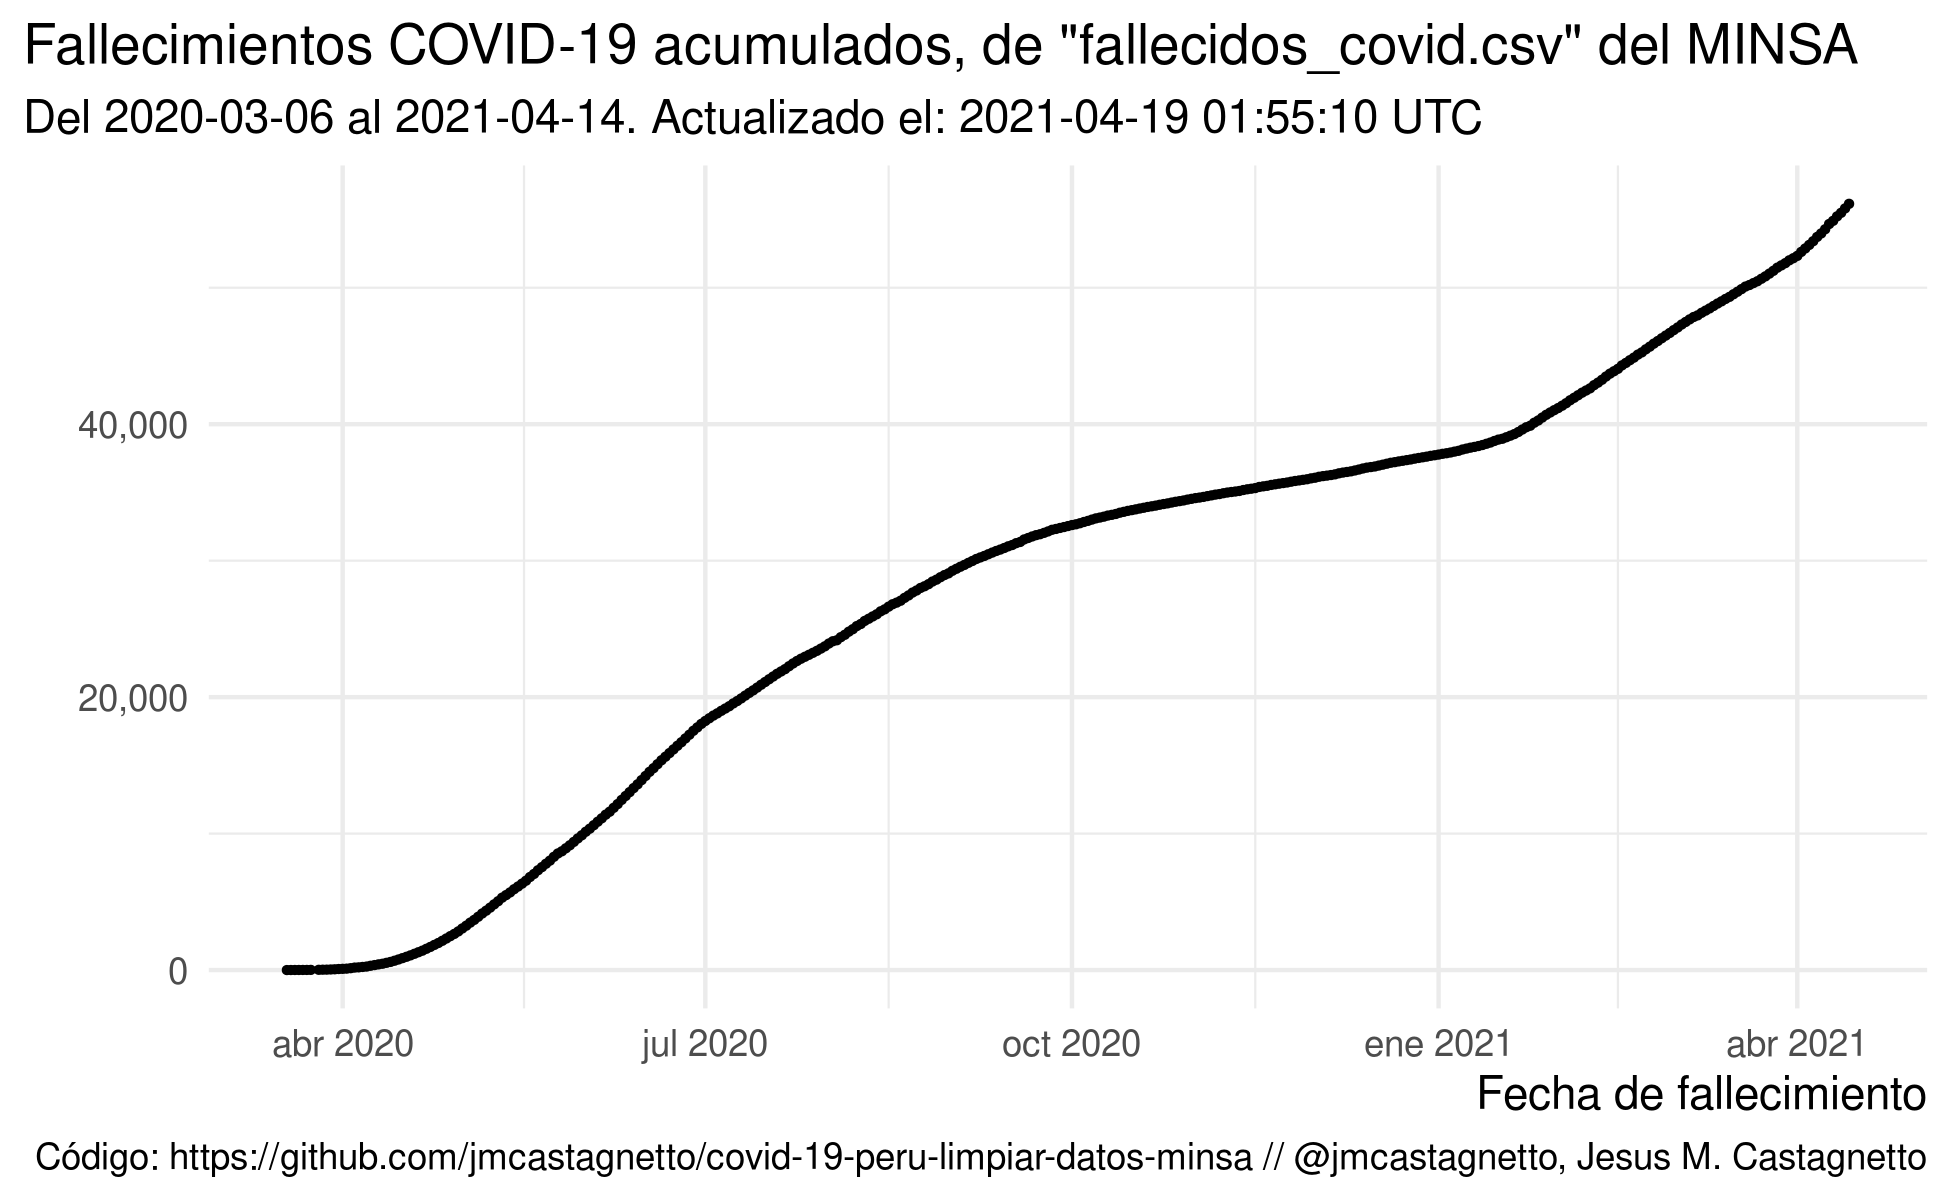 Fallecimientos COVID-19 acumulados, de "fallecidos_covid.csv" del MINSA
Del 2020-03-06 al 2021-04-14. Actualizado el: 2021-04-19 01:55:10 UTC
40,000
20,000
0
abr 2020
jul 2020
oct 2020
ene 2021
abr 2021
Fecha de fallecimiento
Código: https://github.com/jmcastagnetto/covid-19-peru-limpiar-datos-minsa // @jmcastagnetto, Jesus M. Castagnetto